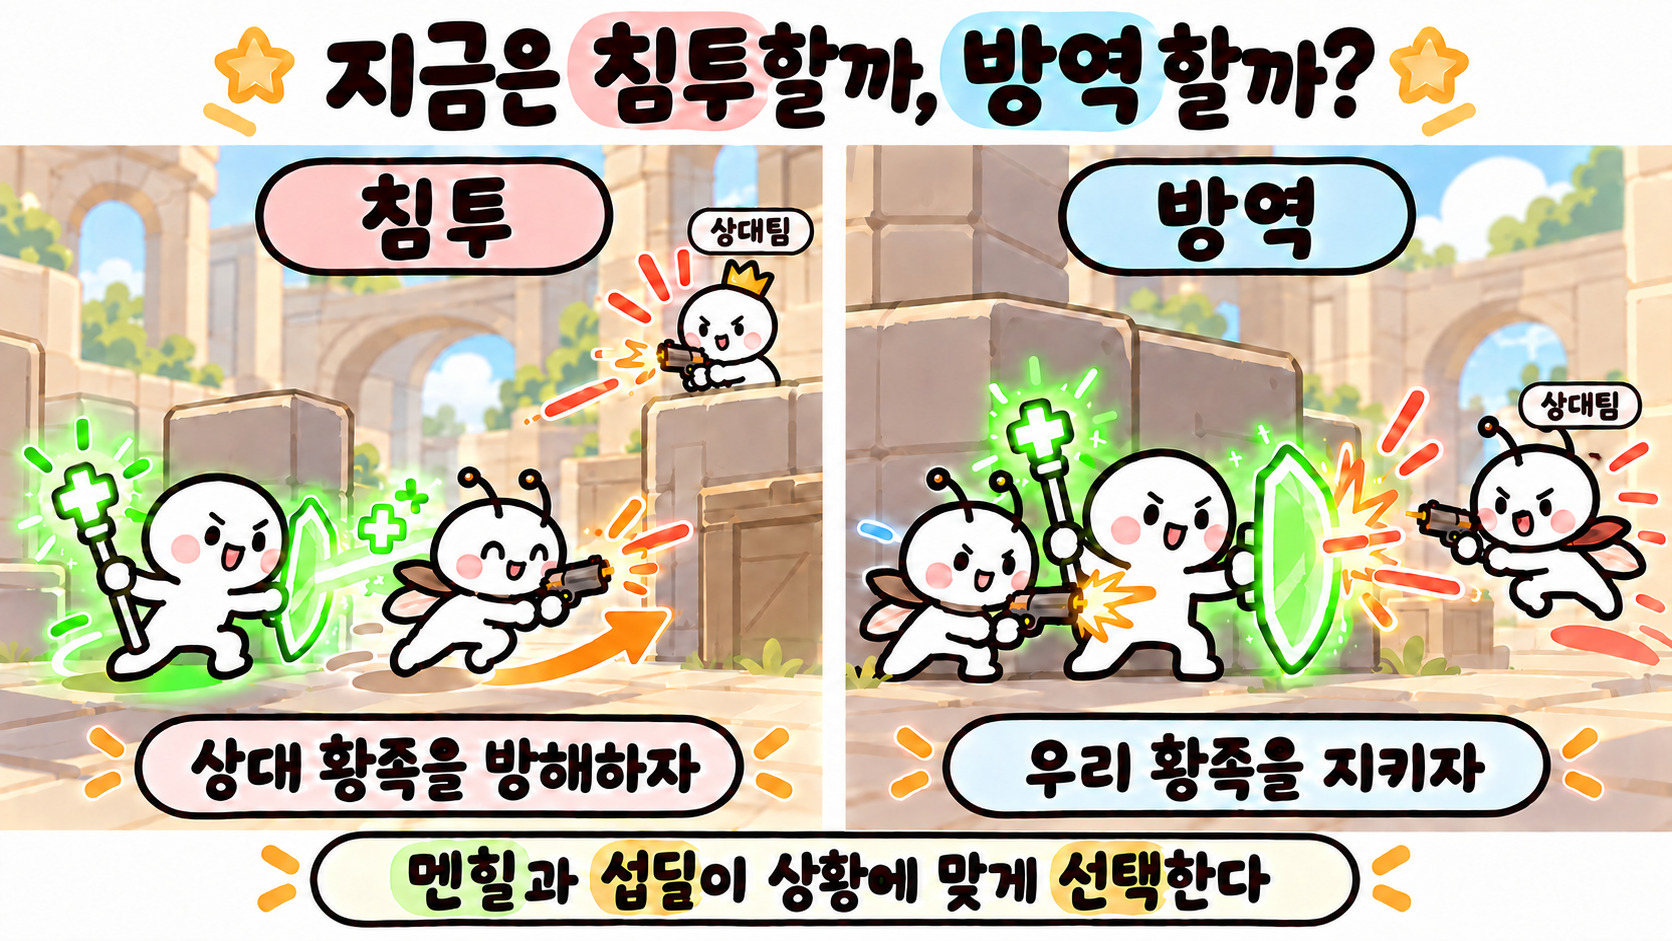 지금은 침투할까, 방역할까?
침투
상대팀
상대 황족을 방해하자
방역
상대팀
우리 황족을 지키자
멘힐과 섭딜이 상황에 맞게 선택한다